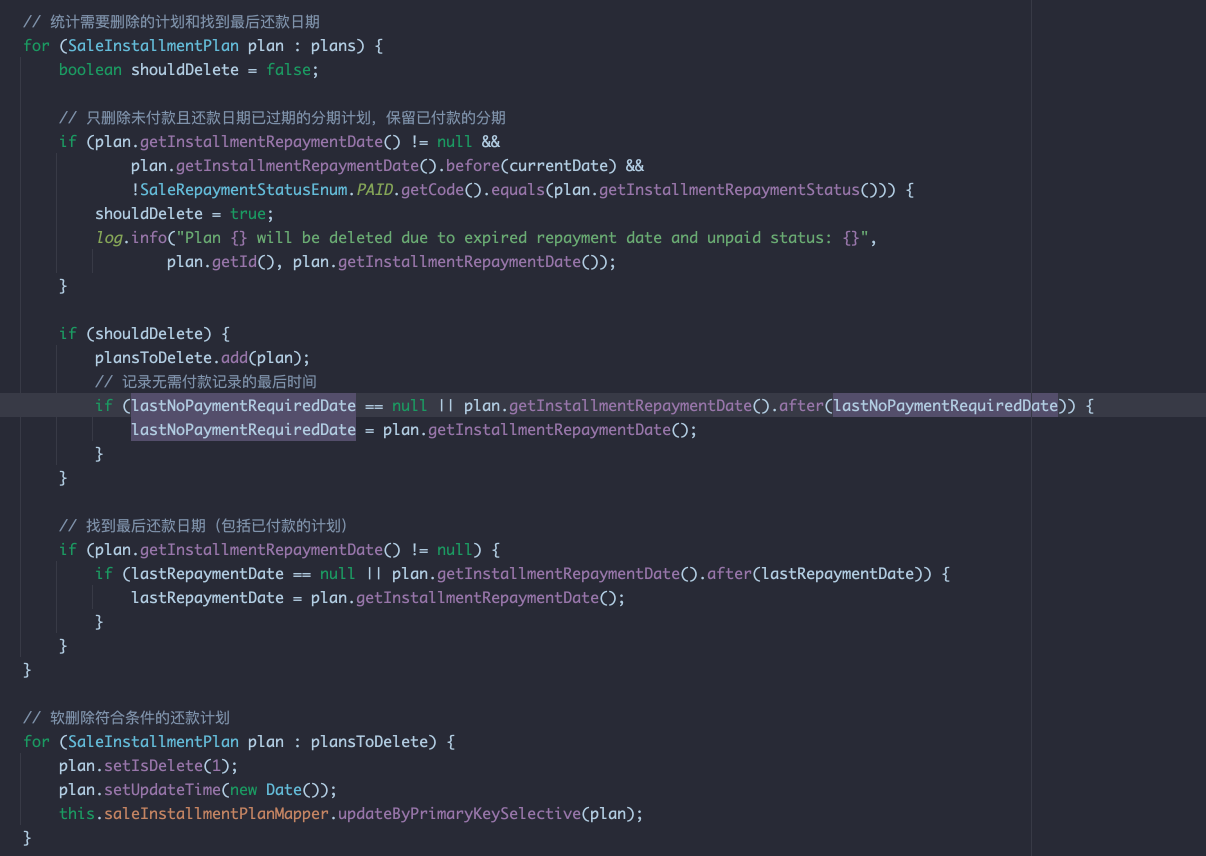 // 统计需要删除的计划和找到最后还款日期
for (SaleInstallmentPlan plan : plans) {
boolean shouldDelete = false;
// 只删除未付款且还款日期已过期的分期计划，保留已付款的分期
if (plan.getInstallmentRepaymentDate() != null &&
plan.getInstallmentRepaymentDate().before(currentDate) &&
!SaleRepaymentStatusEnum.PAID.getCode().equals(plan.getInstallmentRepaymentStatus())) {
shouldDelete = true;
log.info("Plan {} will be deleted due to expired repayment date and unpaid status: {}",
plan.getId(), plan.getInstallmentRepaymentDate());
}
if (shouldDelete) {
plansToDelete.add(plan);
// 记录无需付款记录的最后时间
if (lastNoPaymentRequiredDate == null || plan.getInstallmentRepaymentDate().after(lastNoPaymentRequiredDate)) {
lastNoPaymentRequiredDate = plan.getInstallmentRepaymentDate();
}
}
// 找到最后还款日期（包括已付款的计划）
if (plan.getInstallmentRepaymentDate() != null) {
if (lastRepaymentDate == null || plan.getInstallmentRepaymentDate().after(lastRepaymentDate)) {
lastRepaymentDate = plan.getInstallmentRepaymentDate();
}
}
}
// 软删除符合条件的还款计划
for (SaleInstallmentPlan plan : plansToDelete) {
plan.setIsDelete(1);
plan.setUpdateTime(new Date());
this.saleInstallmentPlanMapper.updateByPrimaryKeySelective(plan);
}